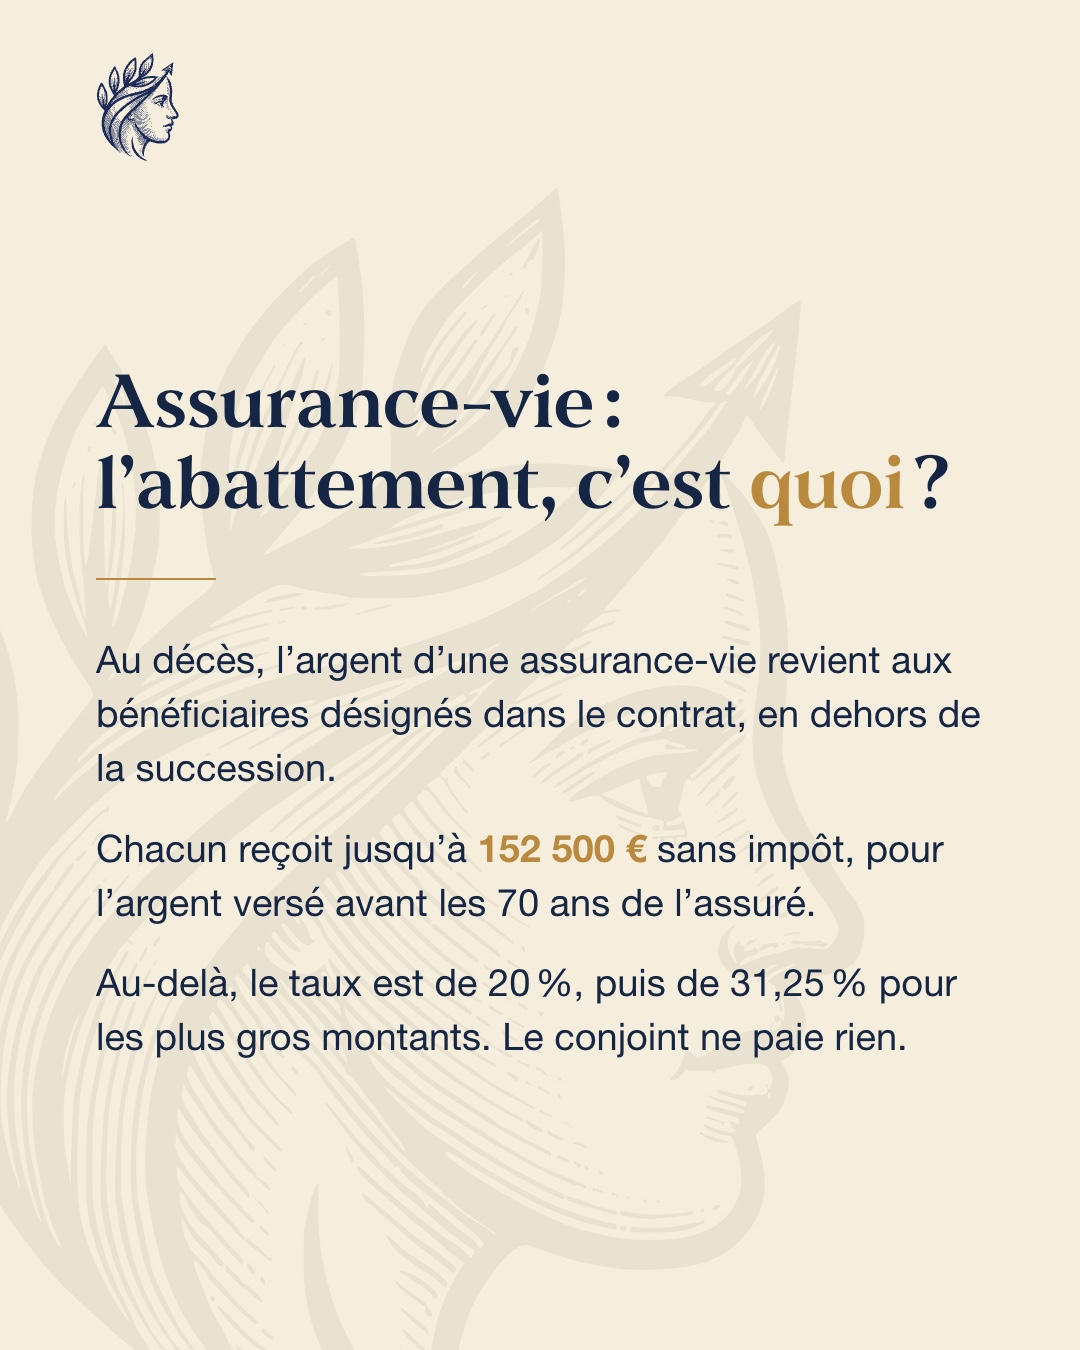 Assurance-vie :
l’abattement, c’est quoi ?
Au décès, l’argent d’une assurance-vie revient aux
bénéficiaires désignés dans le contrat, en dehors de
la succession.
Chacun reçoit jusqu’à 152 500 € sans impôt, pour
l’argent versé avant les 70 ans de l’assuré.
Au-delà, le taux est de 20 %, puis de 31,25 % pour
les plus gros montants. Le conjoint ne paie rien.